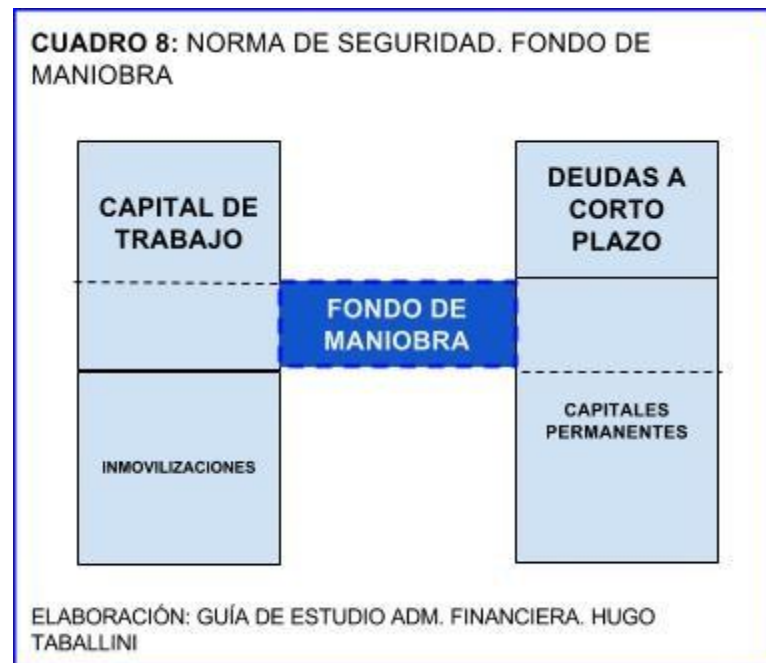 CUADRO 8: NORMA DE SEGURIDAD. FONDO DE
MANIOBRA
CAPITAL DE
TRABAJO
DEUDAS A
CORTO
PLAZO
FONDO DE
MANIOBRA
INMOVILIZACIONES
CAPITALES
PERMANENTES
ELABORACIÓN: GUÍA DE ESTUDIO ADM. FINANCIERA. HUGO
TABALLINI